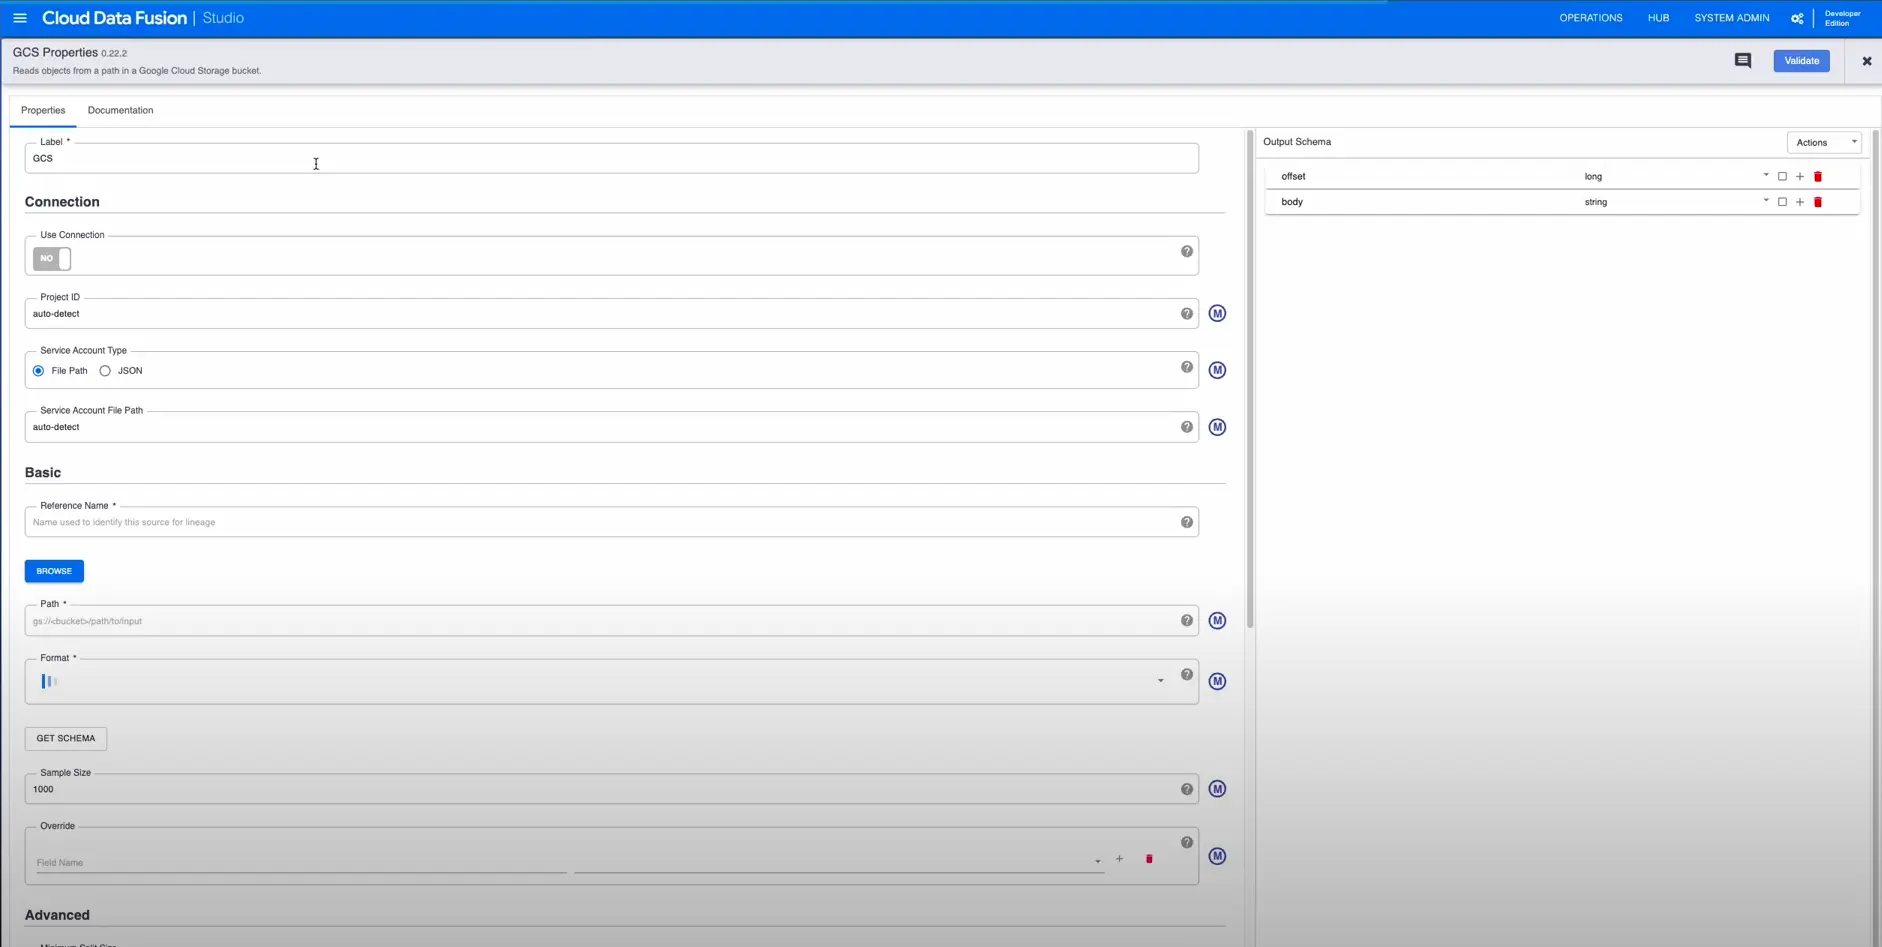 Cloud Data Fusion | Studio
OPERATIONS HUB SYSTEM ADMIN Developer Edition
GCS Properties 0.22.2
Reads objects from a path in a Google Cloud Storage bucket.
Validate
Properties Documentation
Label *
GCS
Connection
Use Connection
NO
Project ID
auto-detect
M
Service Account Type
File Path JSON
M
Service Account File Path
auto-detect
M
Basic
Reference Name *
Name used to identify this source for lineage
BROWSE
Path *
gs://<bucket>/path/to/input
M
Format *
M
GET SCHEMA
Sample Size
1000
M
Override
Field Name
M
Advanced
Minimum Split Size
Output Schema
Actions
offset long
body string